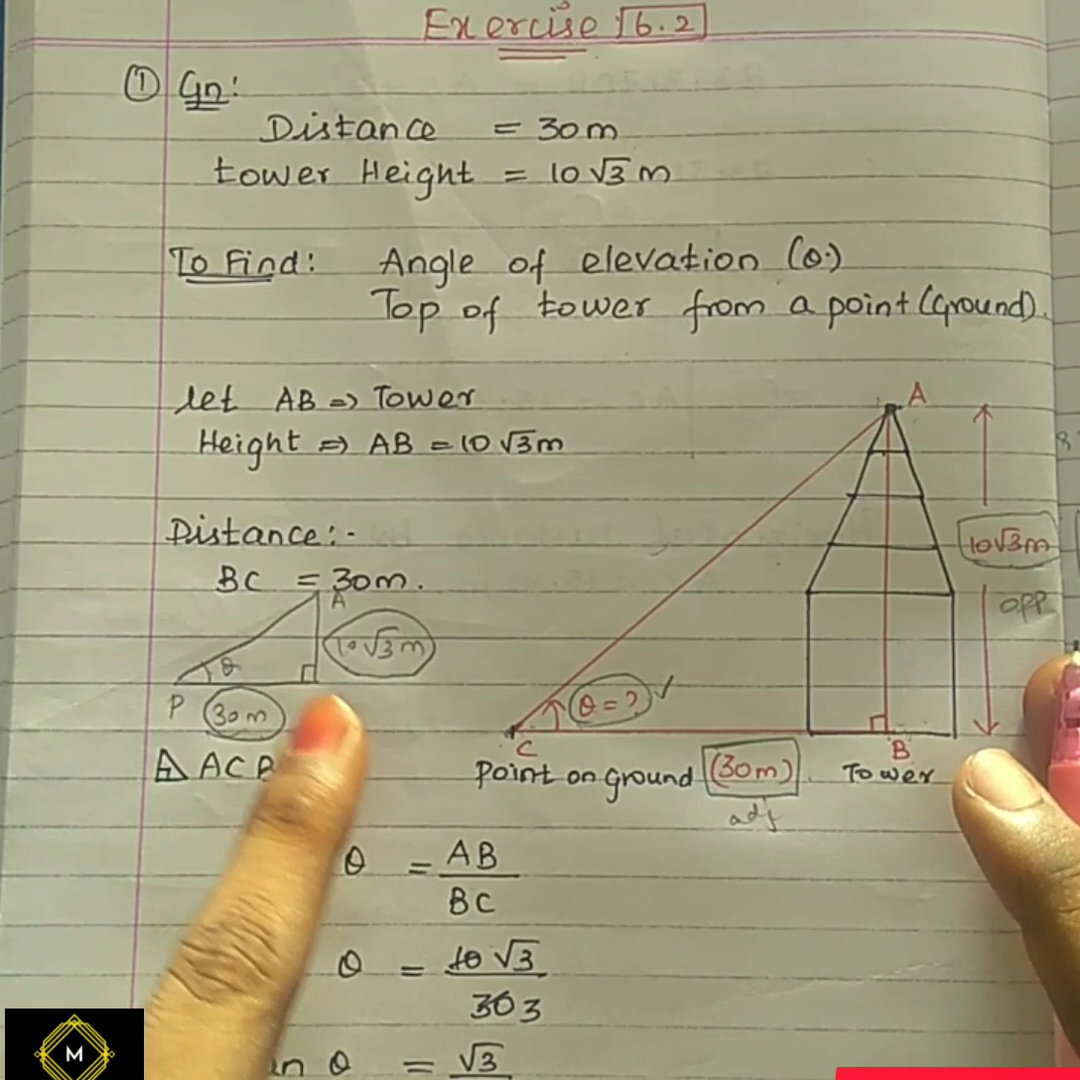 Exercise 6.2
① Gn:
Distance = 30m
tower Height = 10√3 m
To Find: Angle of elevation (θ)
Top of tower from a point (Ground).
let AB => Tower
Height => AB = 10√3m
Distance:-
BC = 30m.
A
10√3m
θ
P
30m
A
10√3m
opp
θ = ? ✓
C
B
Point on ground (30m). Tower
adj
θ = AB
BC
θ = 10√3
30 3
θ = √3
M